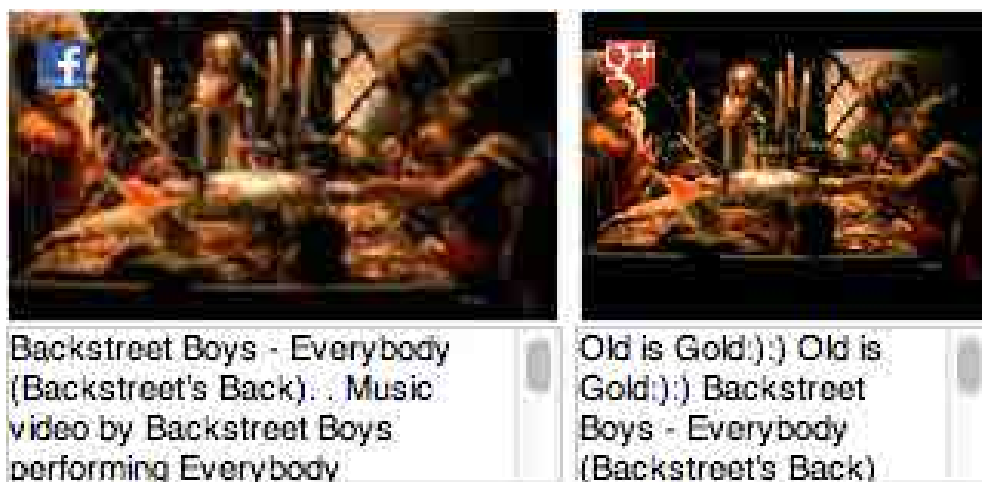 f
g+
Backstreet Boys - Everybody
(Backstreet's Back). . Music
video by Backstreet Boys
performing Everybody
Old is Gold:):) Old is
Gold:):) Backstreet
Boys - Everybody
(Backstreet's Back)